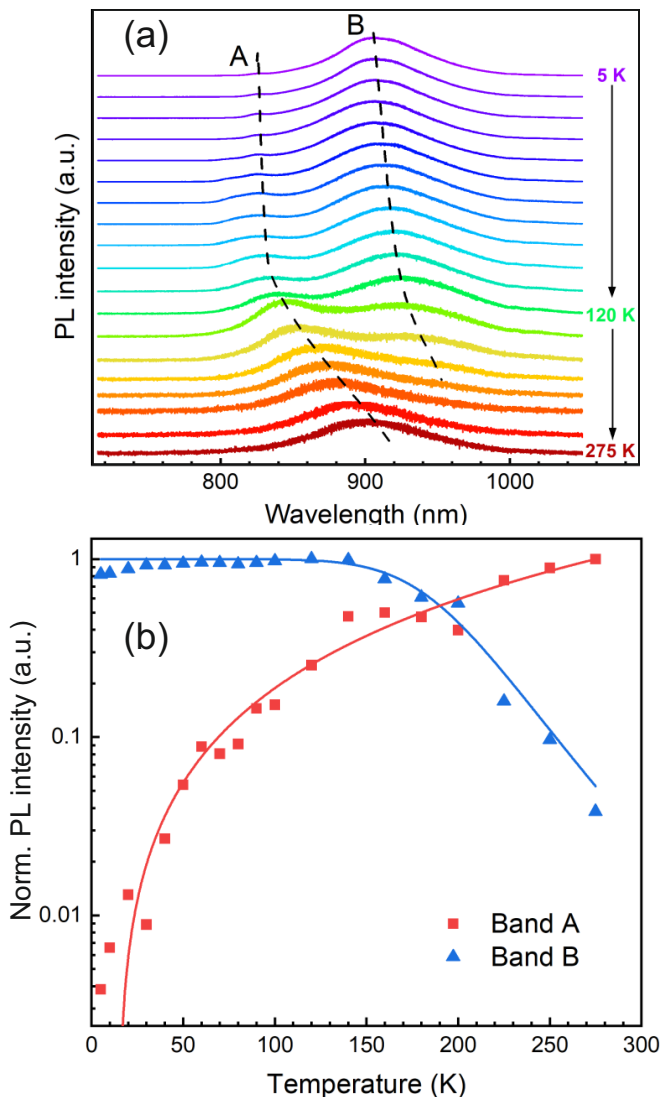 (a)
A
B
5 K
120 K
275 K
PL intensity (a.u.)
800
900
1000
Wavelength (nm)
(b)
Norm. PL intensity (a.u.)
1
0.1
0.01
Band A
Band B
0
50
100
150
200
250
300
Temperature (K)